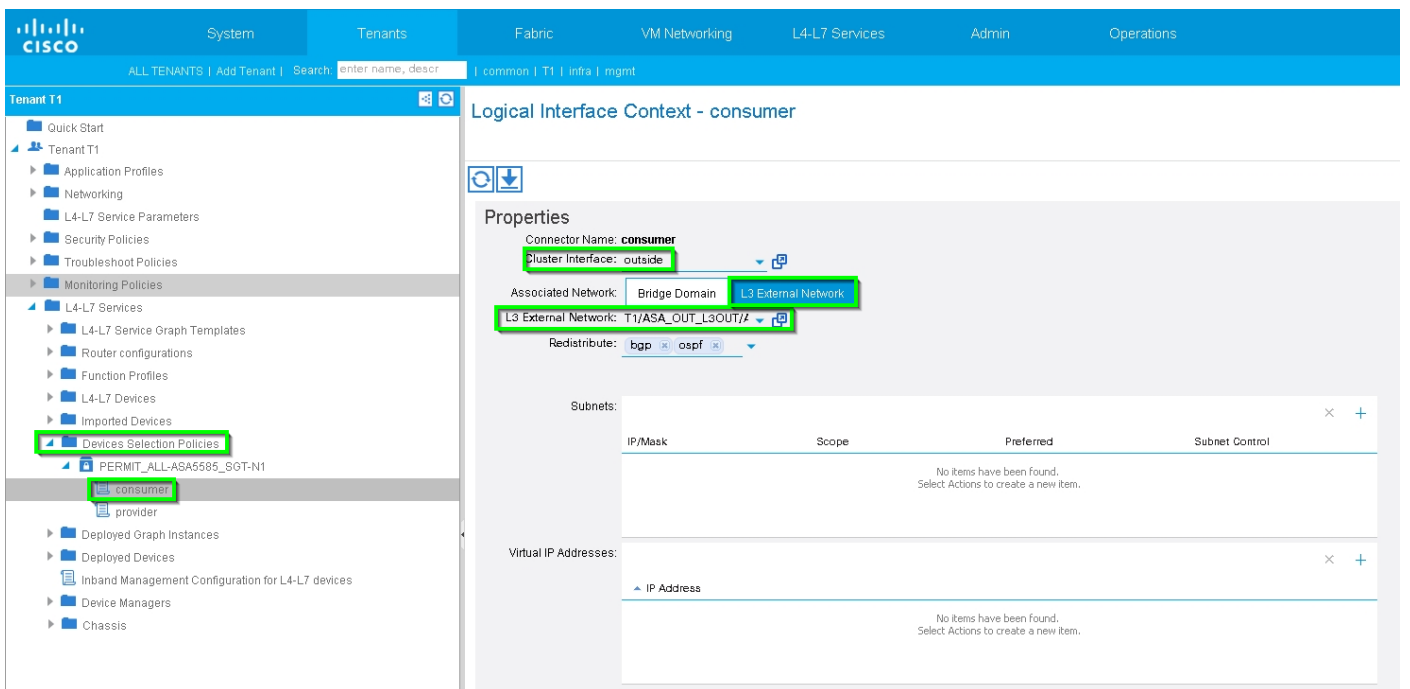 CISCO
System Tenants Fabric VM Networking L4-L7 Services Admin Operations
ALL TENANTS | Add Tenant | Search: enter name, descr | common | T1 | infra | mgmt
Tenant T1
Quick Start
Tenant T1
Application Profiles
Networking
L4-L7 Service Parameters
Security Policies
Troubleshoot Policies
Monitoring Policies
L4-L7 Services
L4-L7 Service Graph Templates
Router configurations
Function Profiles
L4-L7 Devices
Imported Devices
Devices Selection Policies
PERMIT_ALL-ASA5585_SGT-N1
consumer
provider
Deployed Graph Instances
Deployed Devices
Inband Management Configuration for L4-L7 devices
Device Managers
Chassis
Logical Interface Context - consumer
Properties
Connector Name: consumer
Cluster Interface: outside
Associated Network: Bridge Domain L3 External Network
L3 External Network: T1/ASA_OUT_L3OUT/
Redistribute: bgp ospf
Subnets:
IP/Mask Scope Preferred Subnet Control
No items have been found.
Select Actions to create a new item.
Virtual IP Addresses:
IP Address
No items have been found.
Select Actions to create a new item.